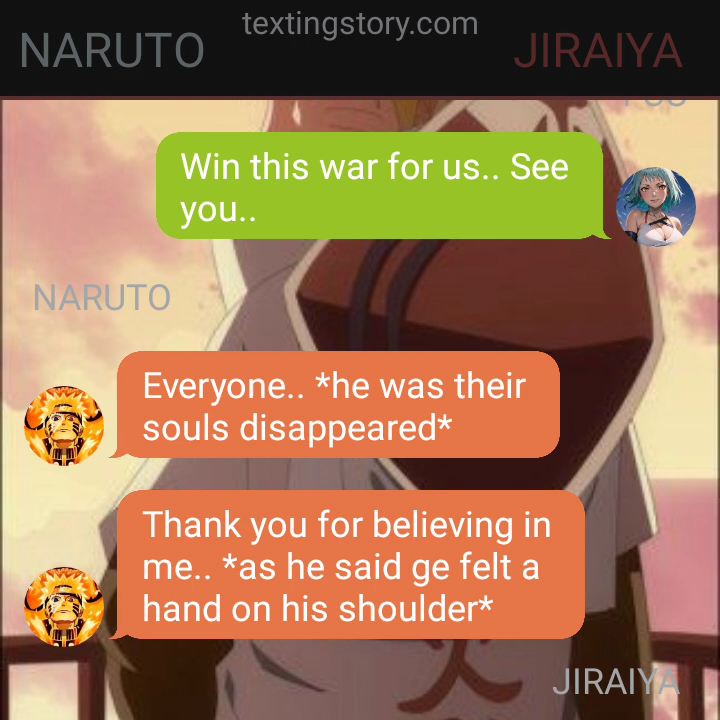 textingstory.com
NARUTO
JIRAIYA
Win this war for us.. See
you..
NARUTO
Everyone.. *he was their
souls disappeared*
Thank you for believing in
me.. *as he said ge felt a
hand on his shoulder*
JIRAIYA